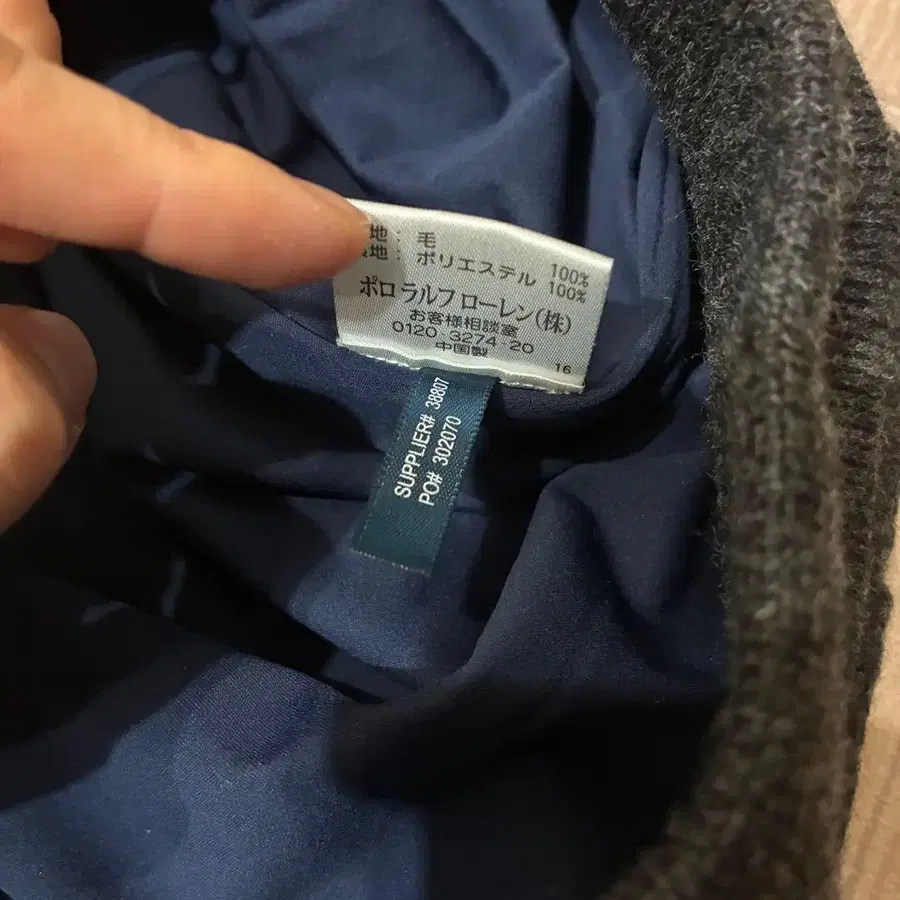 地: 毛 100%
地: ポリエステル 100%
ポロ ラルフ ローレン(株)
お客様相談室
0120 3274-20
中国製
16
SUPPLIER# 38807
PO# 302070